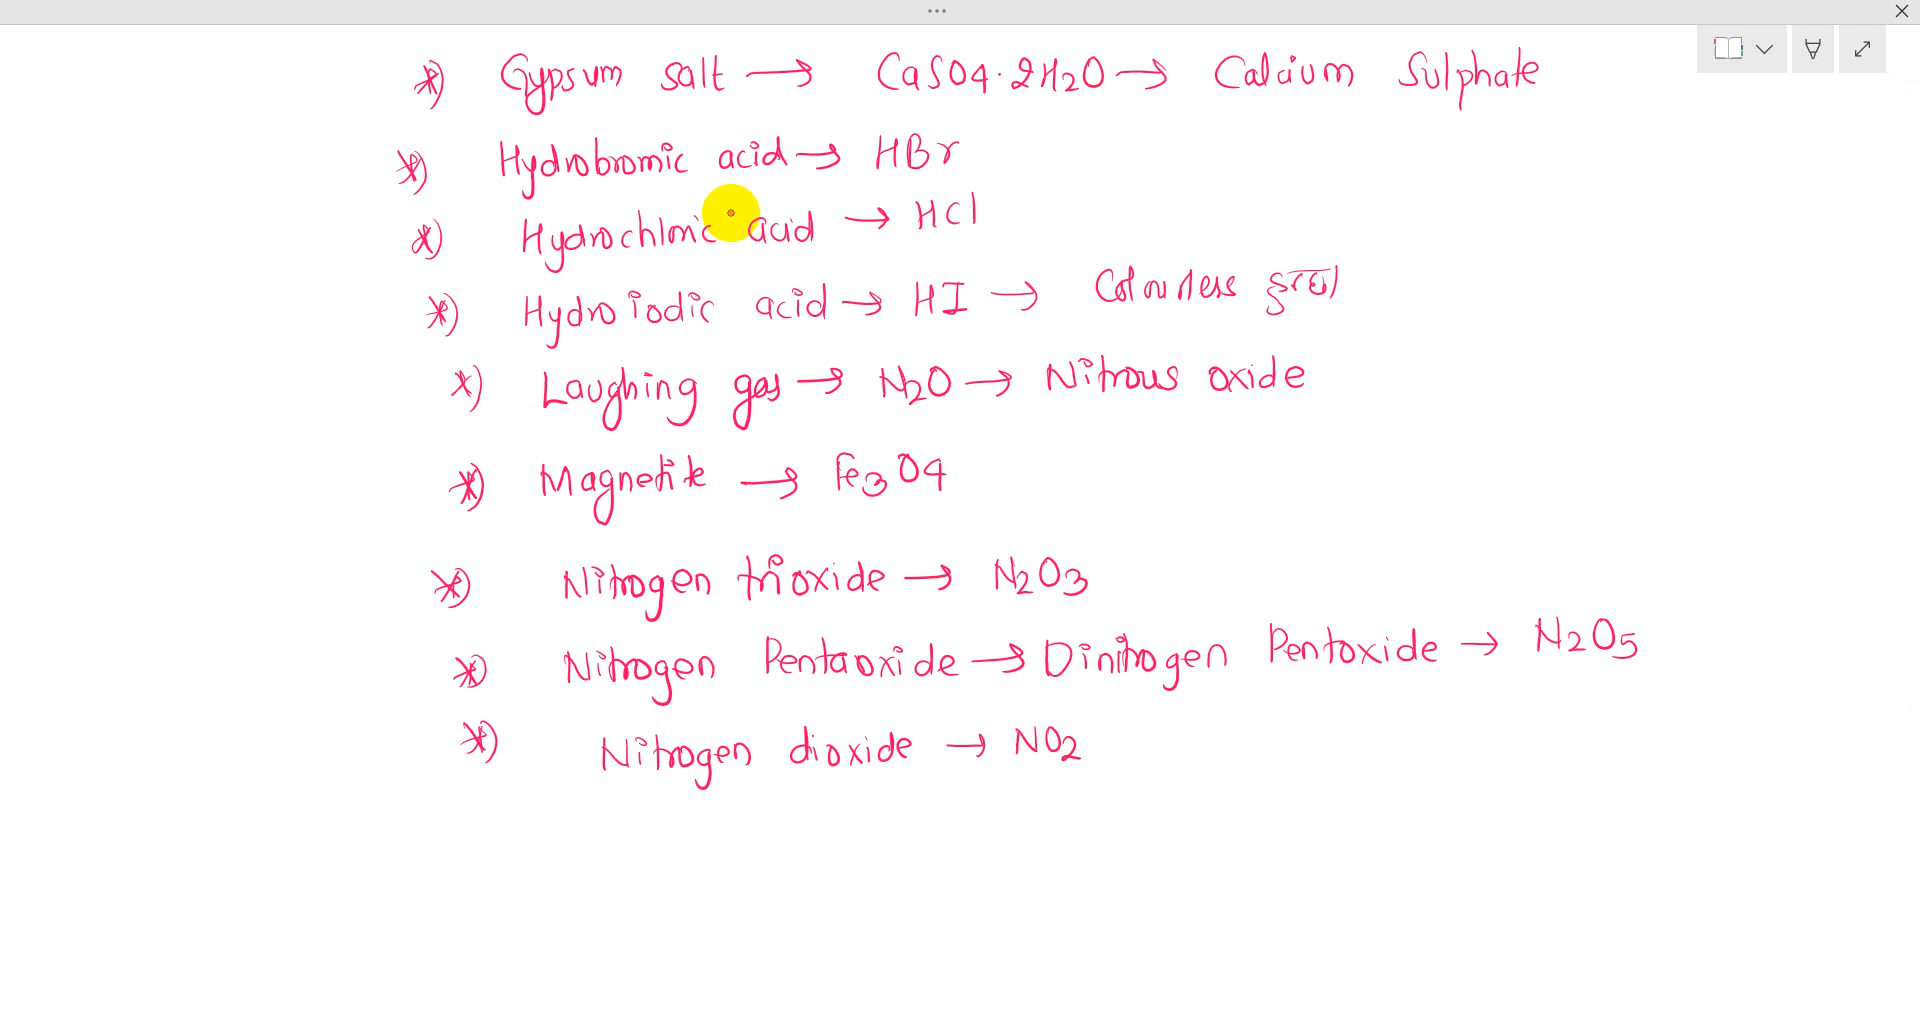 *) Gypsum salt → CaSO4·2H2O → Calcium Sulphate
*) Hydrobromic acid → HBr
*) Hydrochloric acid → HCl
*) Hydroiodic acid → HI → Colourless
*) Laughing gas → N2O → Nitrous oxide
*) Magnetite → Fe3O4
*) Nitrogen trioxide → N2O3
*) Nitrogen Pentaoxide → Dinitrogen Pentoxide → N2O5
*) Nitrogen dioxide → NO2